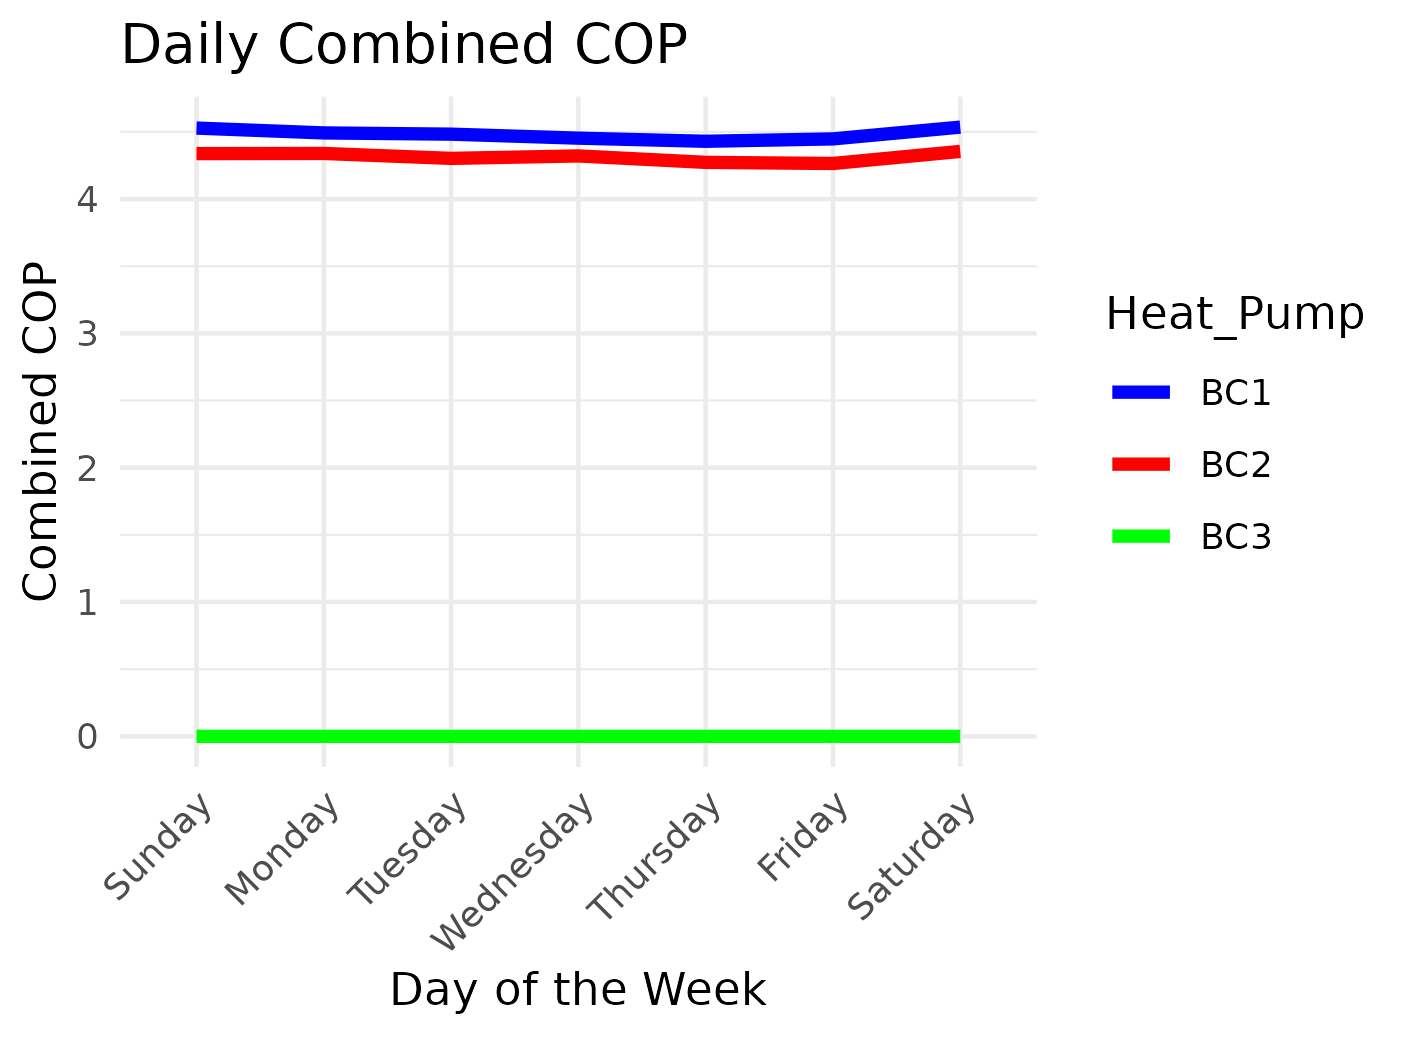 Daily Combined COP
Combined COP
4
3
2
1
0
Sunday
Monday
Tuesday
Wednesday
Thursday
Friday
Saturday
Day of the Week
Heat_Pump
BC1
BC2
BC3